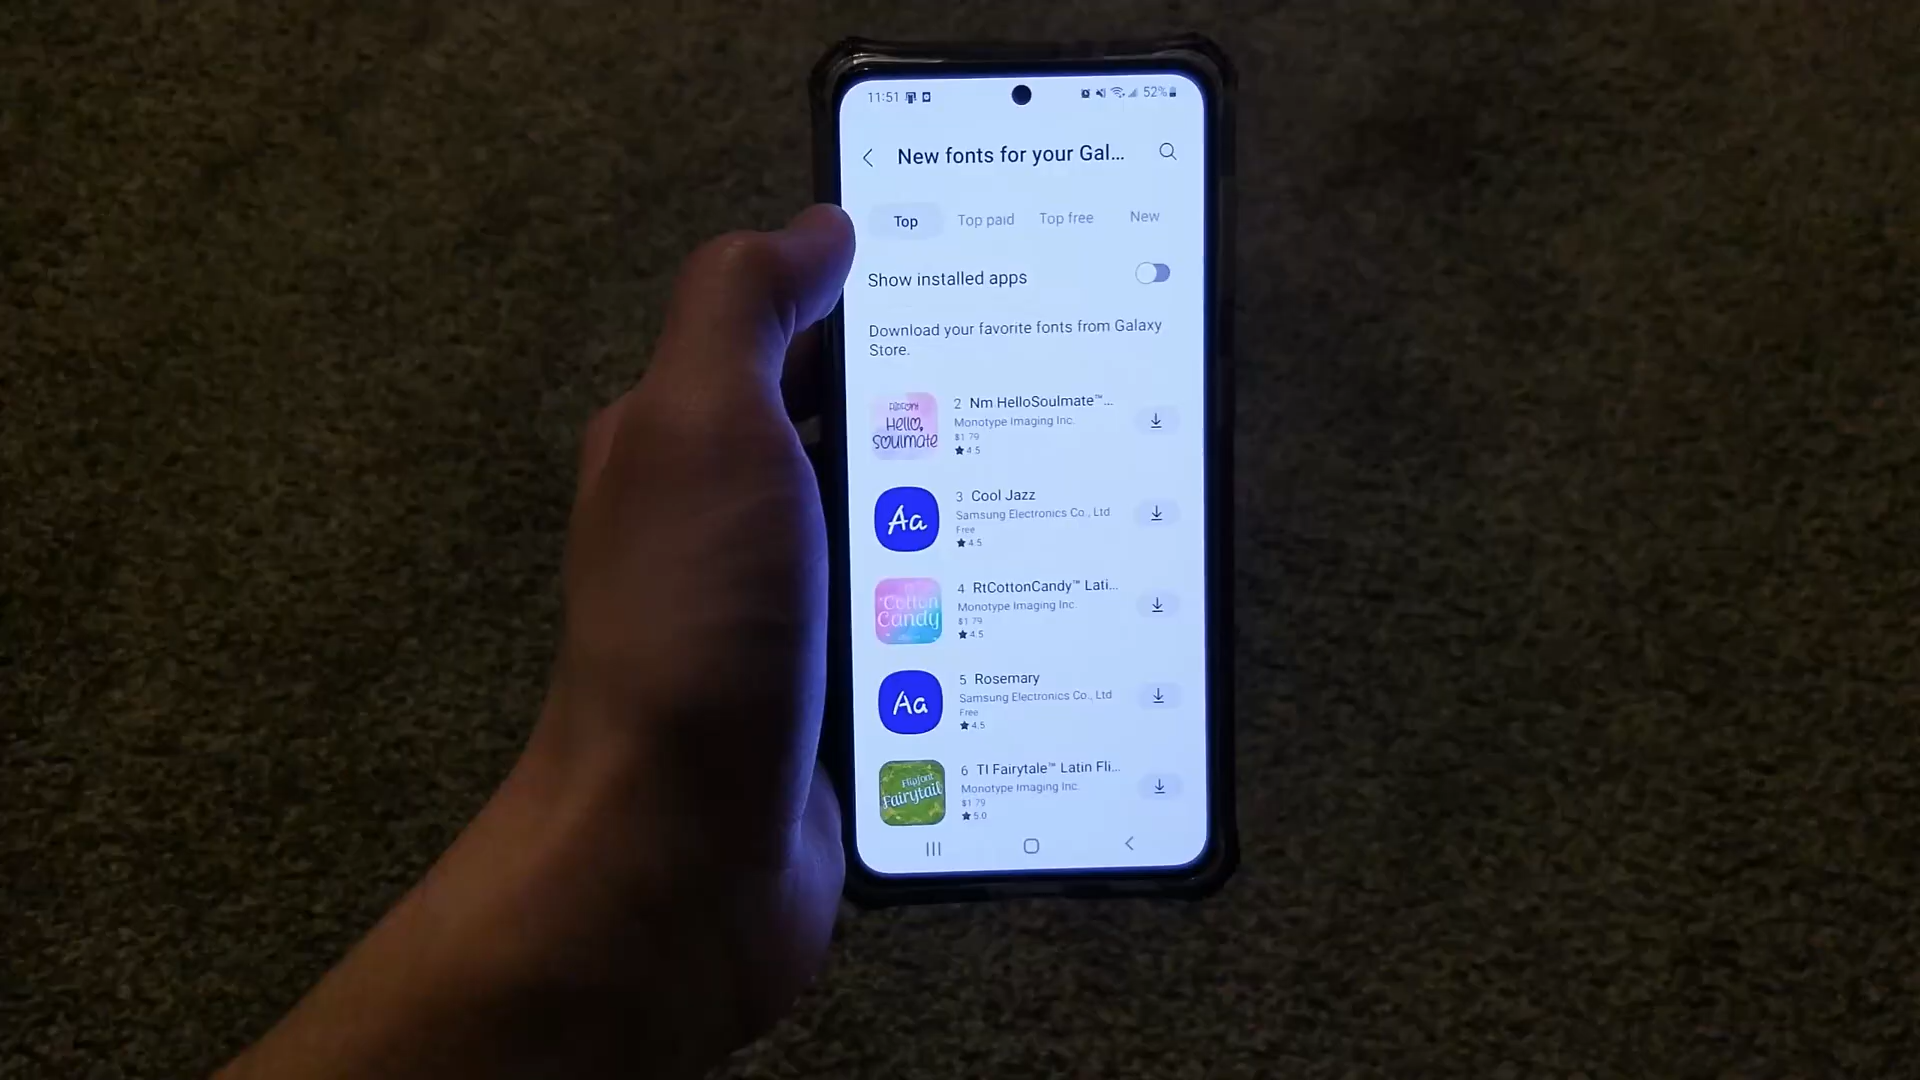 11:51
52%
New fonts for your Gal...
Top
Top paid
Top free
New
Show installed apps
Download your favorite fonts from Galaxy
Store.
Flipfont
Hello,
Soulmate
2 Nm HelloSoulmate™...
Monotype Imaging Inc.
$1.79
★4.5
Aa
3 Cool Jazz
Samsung Electronics Co., Ltd.
Free
★4.5
Cotton
Candy
4 RtCottonCandy™ Lati...
Monotype Imaging Inc.
$1.79
★4.5
Aa
5 Rosemary
Samsung Electronics Co., Ltd.
Free
★4.5
Flipfont
Fairytail
6 TI Fairytale™ Latin Fli...
Monotype Imaging Inc.
$1.79
★5.0